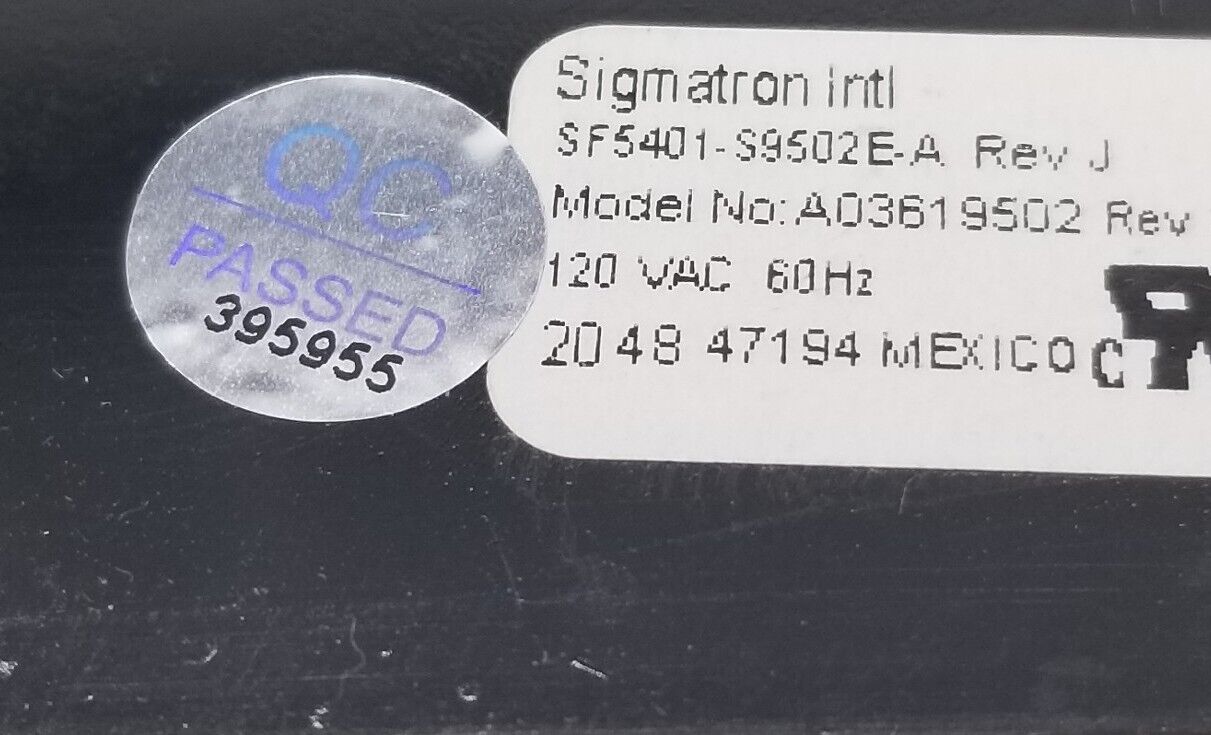 QC
PASSED
395955
Sigmatron Intl
SF5401-S9502E-A Rev J
Model No: A03619502 Rev
120 VAC 60Hz
2048 47194 MEXICO C